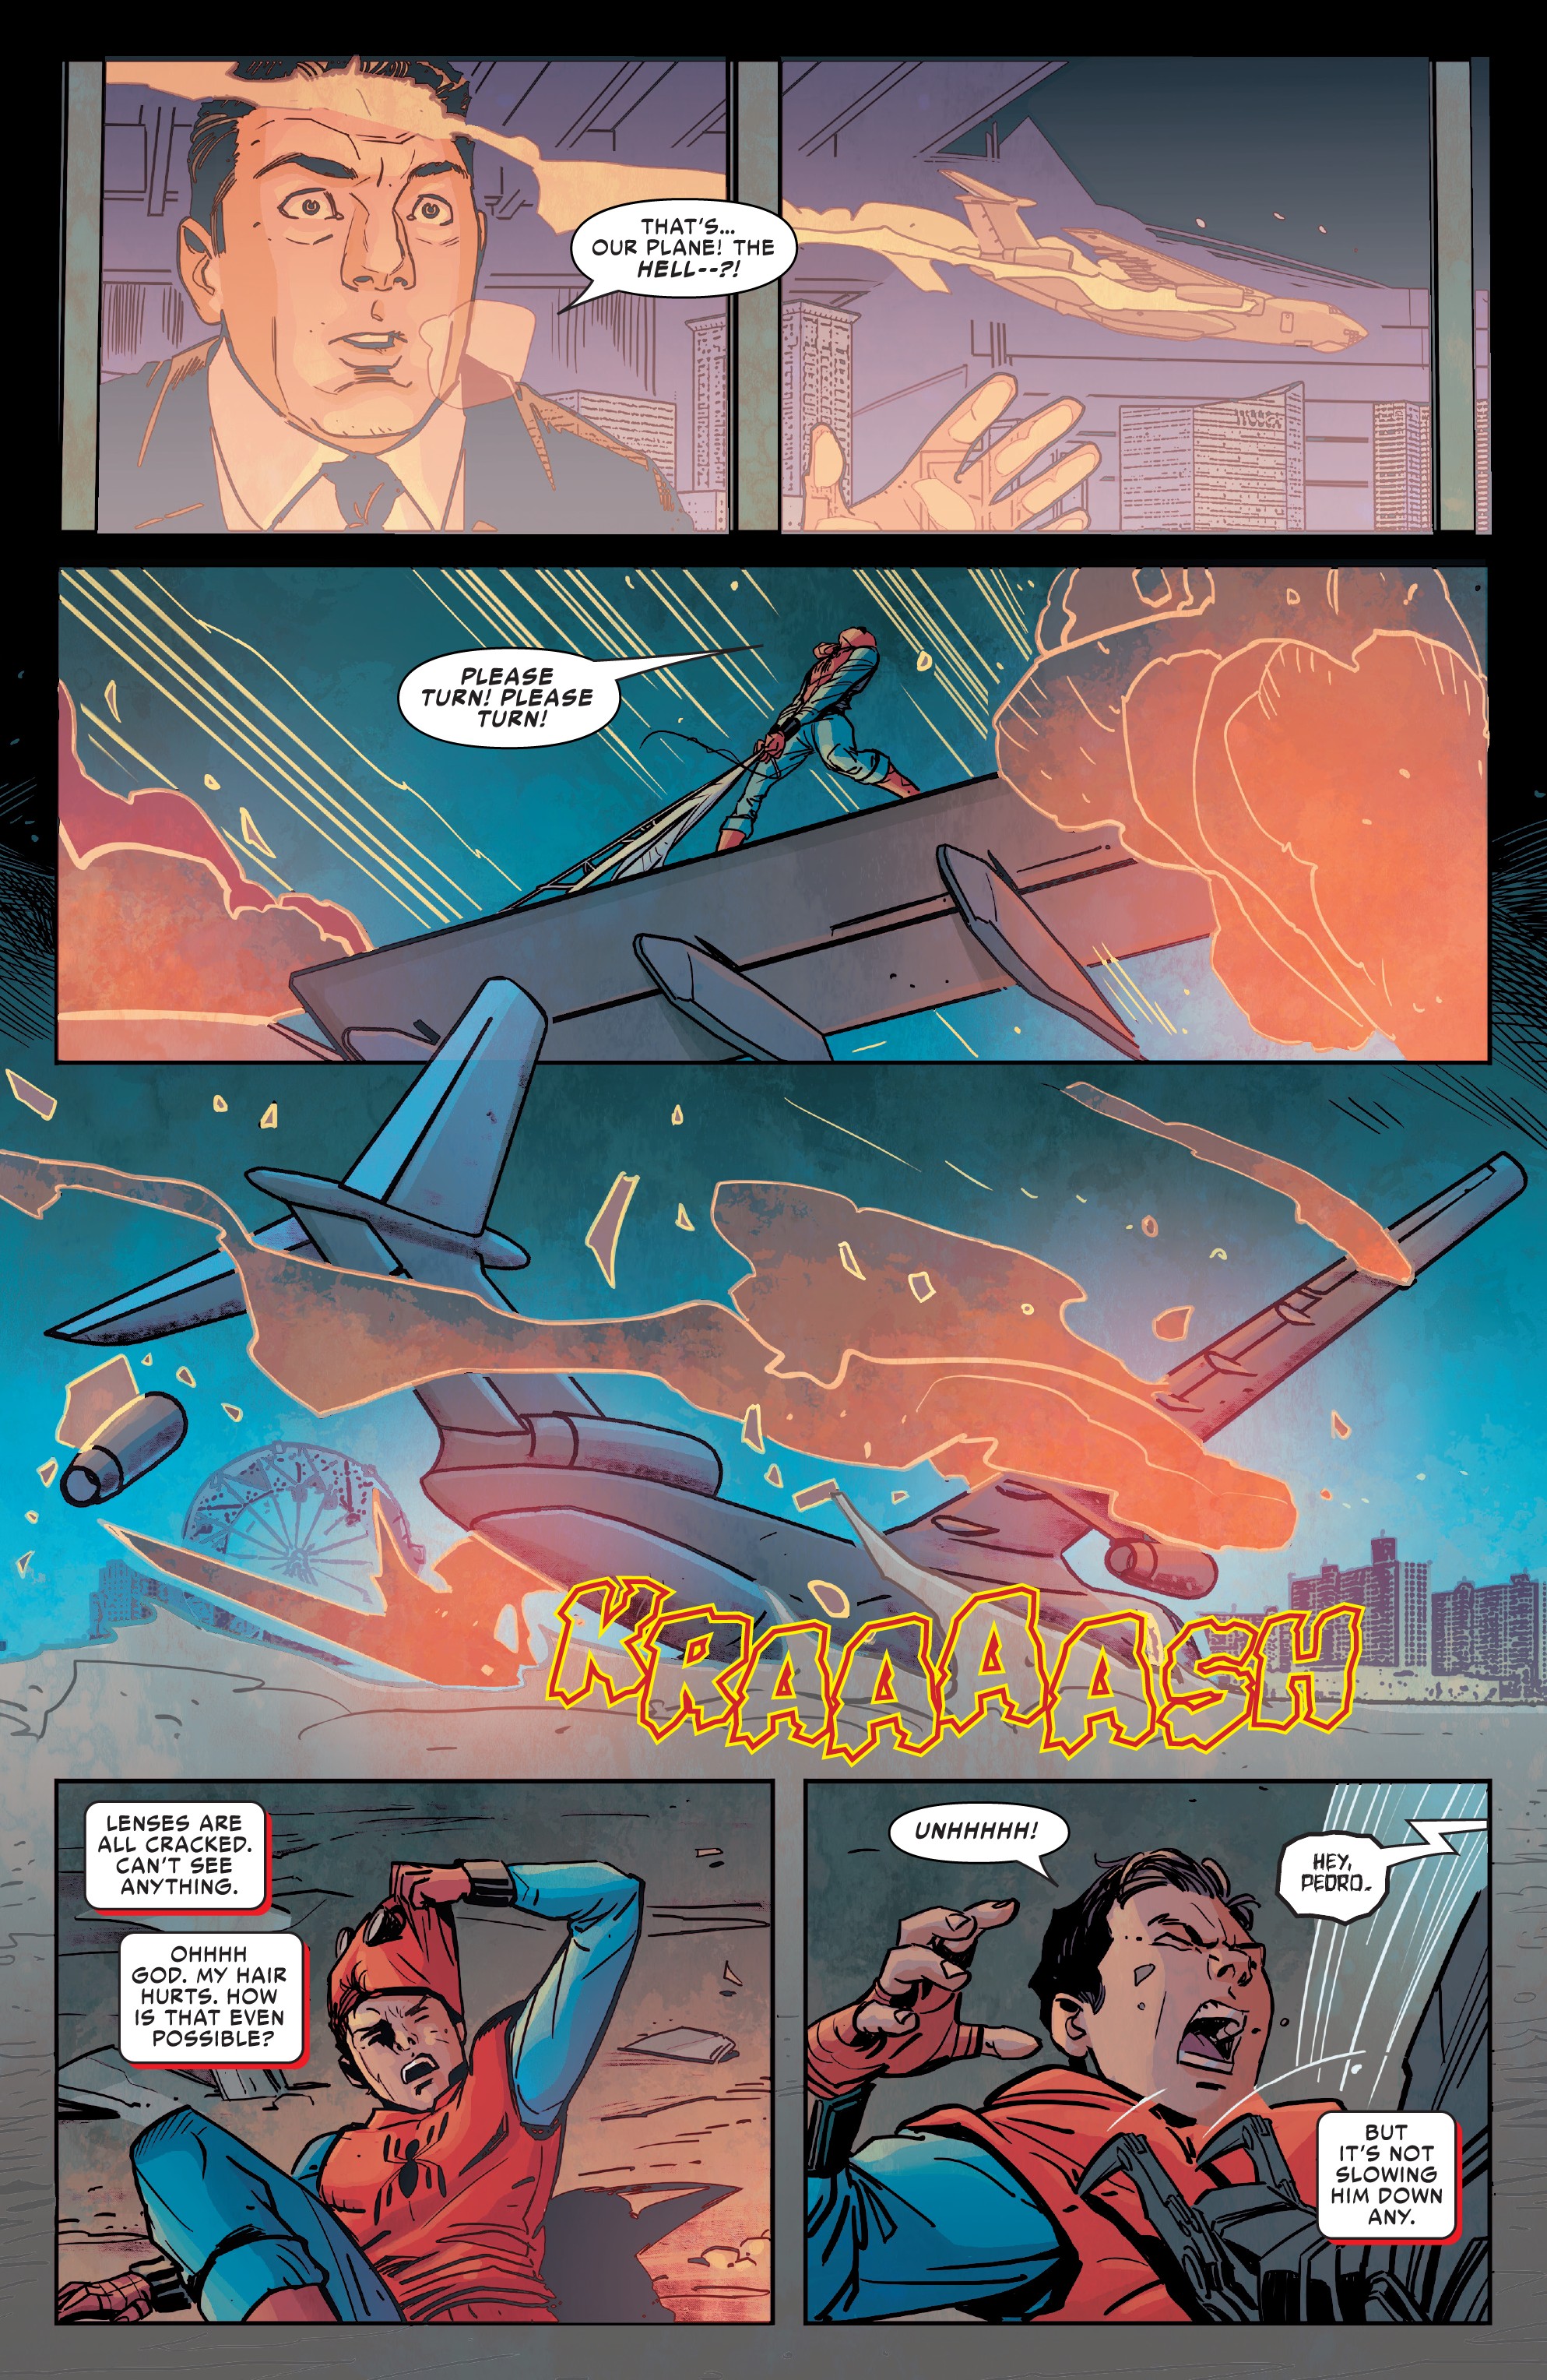 THAT'S...
OUR PLANE! THE
HELL--?!
PLEASE
TURN! PLEASE
TURN!
KRAAAAASH
LENSES ARE
ALL CRACKED.
CAN'T SEE
ANYTHING.
OHHHH
GOD. MY HAIR
HURTS. HOW
IS THAT EVEN
POSSIBLE?
UNHHHHH!
HEY,
PEDRO.
BUT
IT'S NOT
SLOWING
HIM DOWN
ANY.